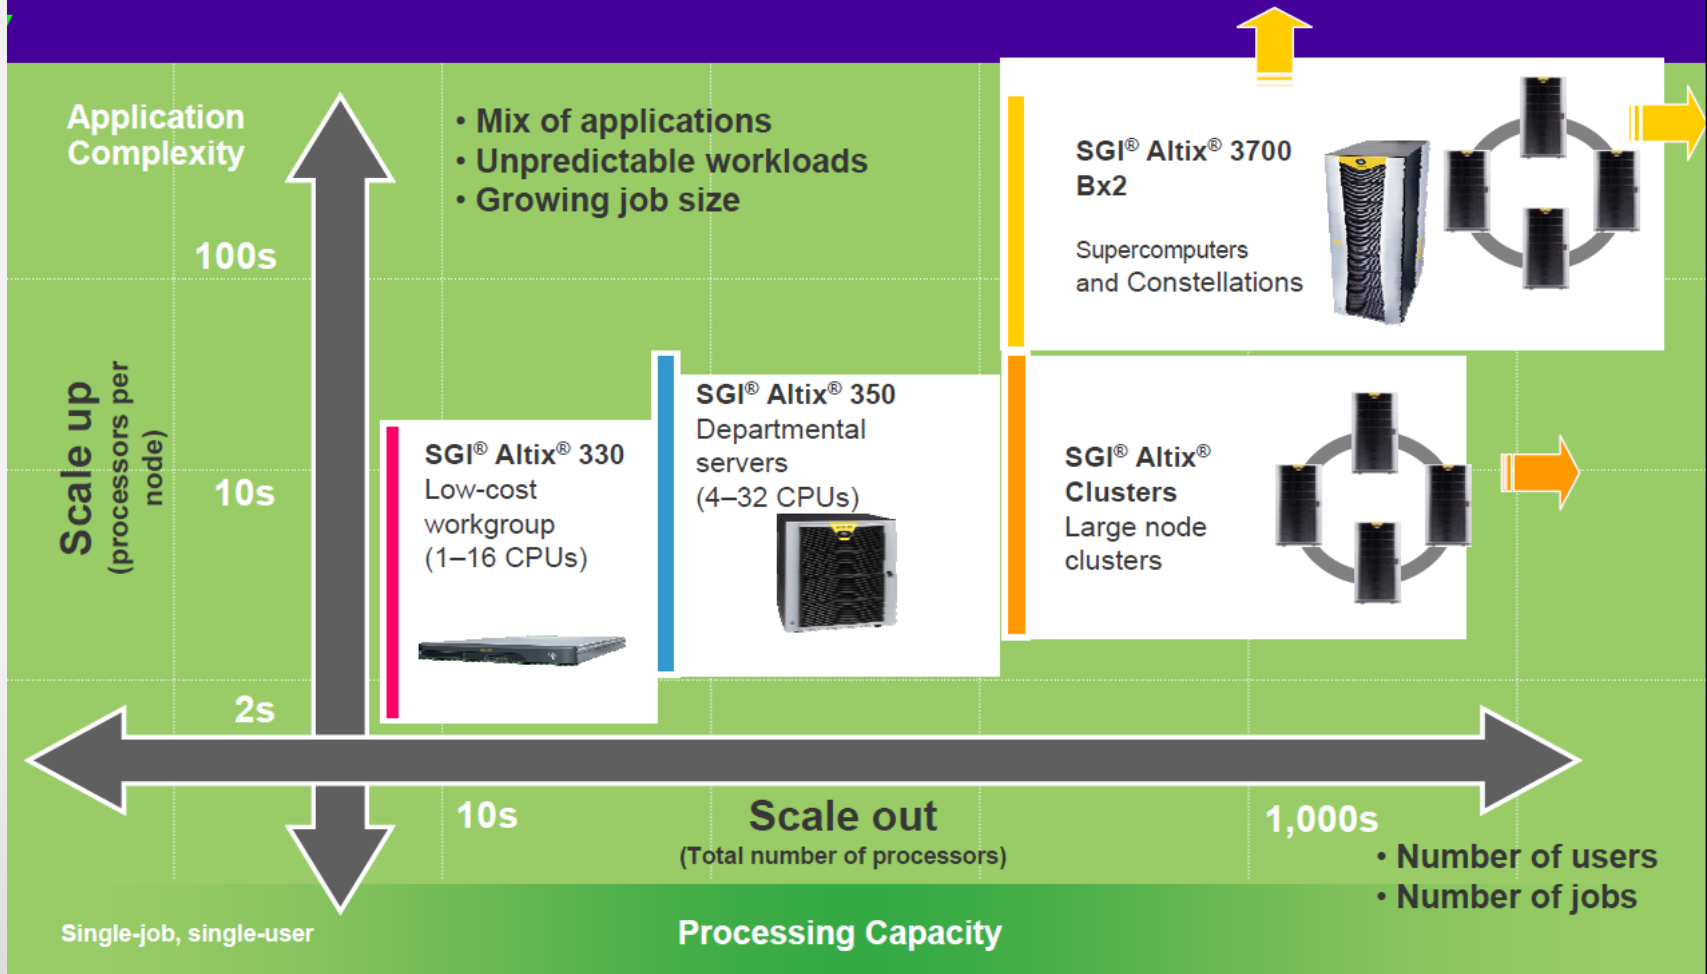 Application
Complexity
• Mix of applications
• Unpredictable workloads
• Growing job size
SGI® Altix® 3700
Bx2
Supercomputers
and Constellations
100s
Scale up
(processors per
node)
10s
2s
SGI® Altix® 330
Low-cost
workgroup
(1–16 CPUs)
SGI® Altix® 350
Departmental
servers
(4–32 CPUs)
SGI® Altix®
Clusters
Large node
clusters
10s
Scale out
(Total number of processors)
1,000s
• Number of users
• Number of jobs
Single-job, single-user
Processing Capacity